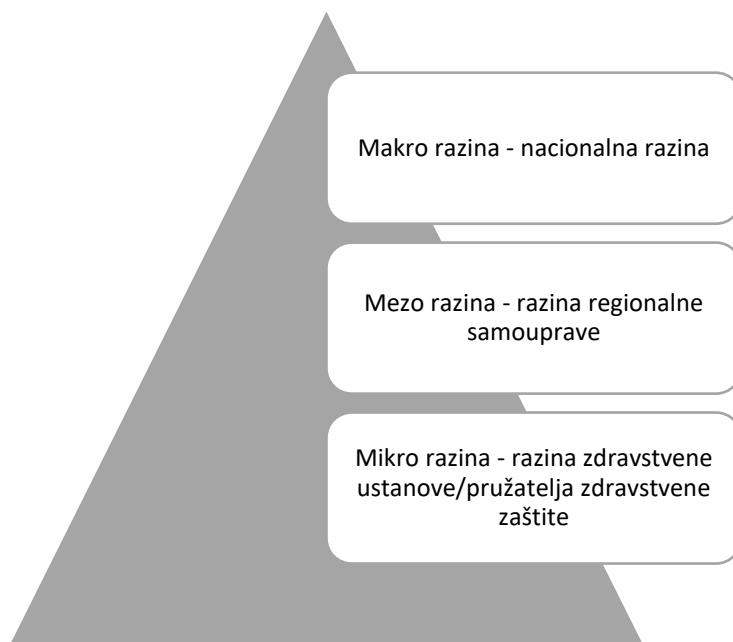 Makro razina - nacionalna razina
Mezo razina - razina regionalne
samouprave
Mikro razina - razina zdravstvene
ustanove/pružatelja zdravstvene
zaštite